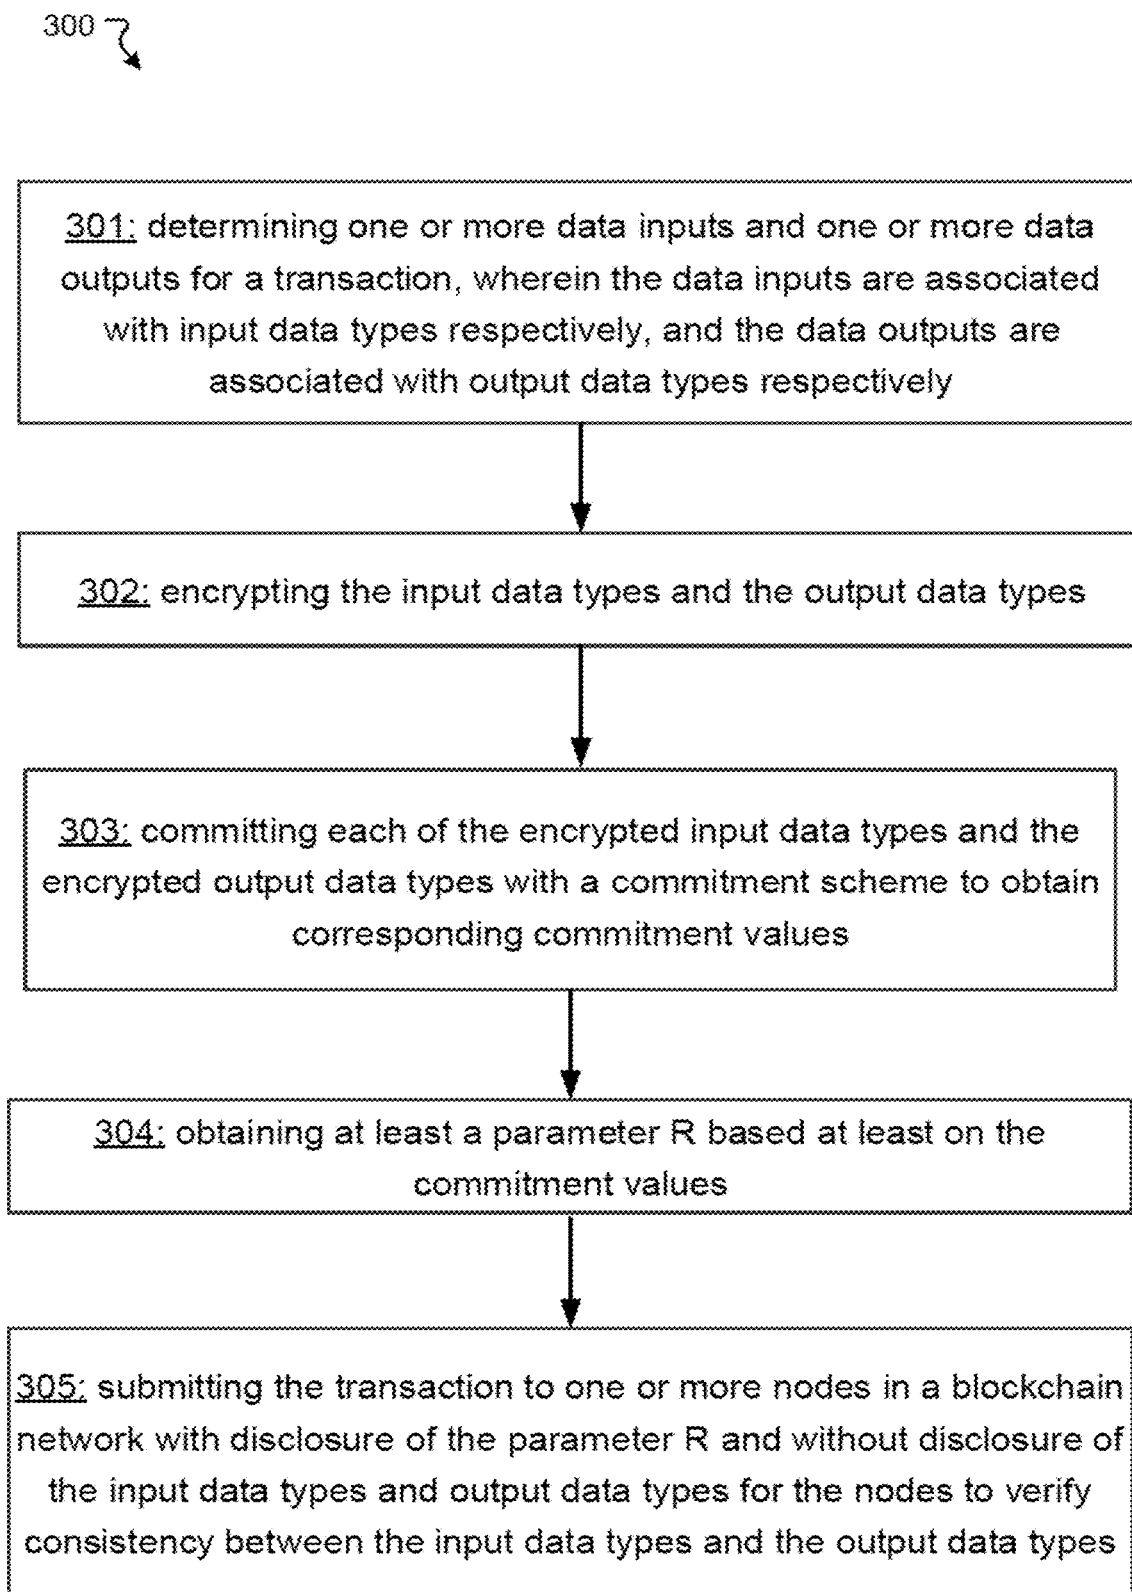 300
301: determining one or more data inputs and one or more data
outputs for a transaction, wherein the data inputs are associated
with input data types respectively, and the data outputs are
associated with output data types respectively
302: encrypting the input data types and the output data types
303: committing each of the encrypted input data types and the
encrypted output data types with a commitment scheme to obtain
corresponding commitment values
304: obtaining at least a parameter R based at least on the
commitment values
305: submitting the transaction to one or more nodes in a blockchain
network with disclosure of the parameter R and without disclosure of
the input data types and output data types for the nodes to verify
consistency between the input data types and the output data types